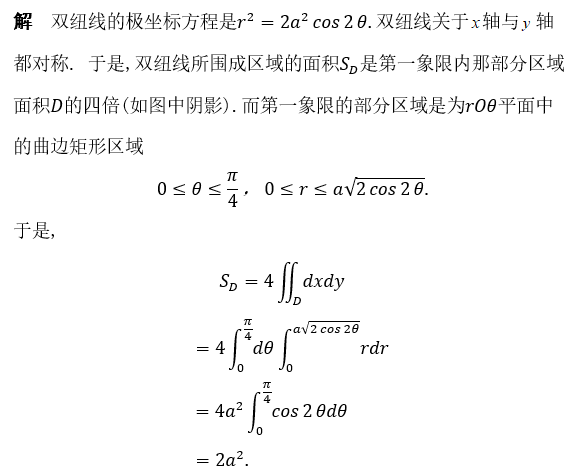 解 双纽线的极坐标方程是r² = 2a² cos 2 θ. 双纽线关于x轴与y 轴
都对称. 于是,双纽线所围成区域的面积S_D是第一象限内那部分区域
面积D的四倍(如图中阴影).而第一象限的部分区域是为rOθ平面中
的曲边矩形区域
0 ≤ θ ≤ π/4 , 0 ≤ r ≤ a√(2 cos 2 θ).
于是,
S_D = 4 ∬_D dxdy
= 4 ∫_0^(π/4) dθ ∫_0^(a√(2 cos 2θ)) rdr
= 4a² ∫_0^(π/4) cos 2 θdθ
= 2a².